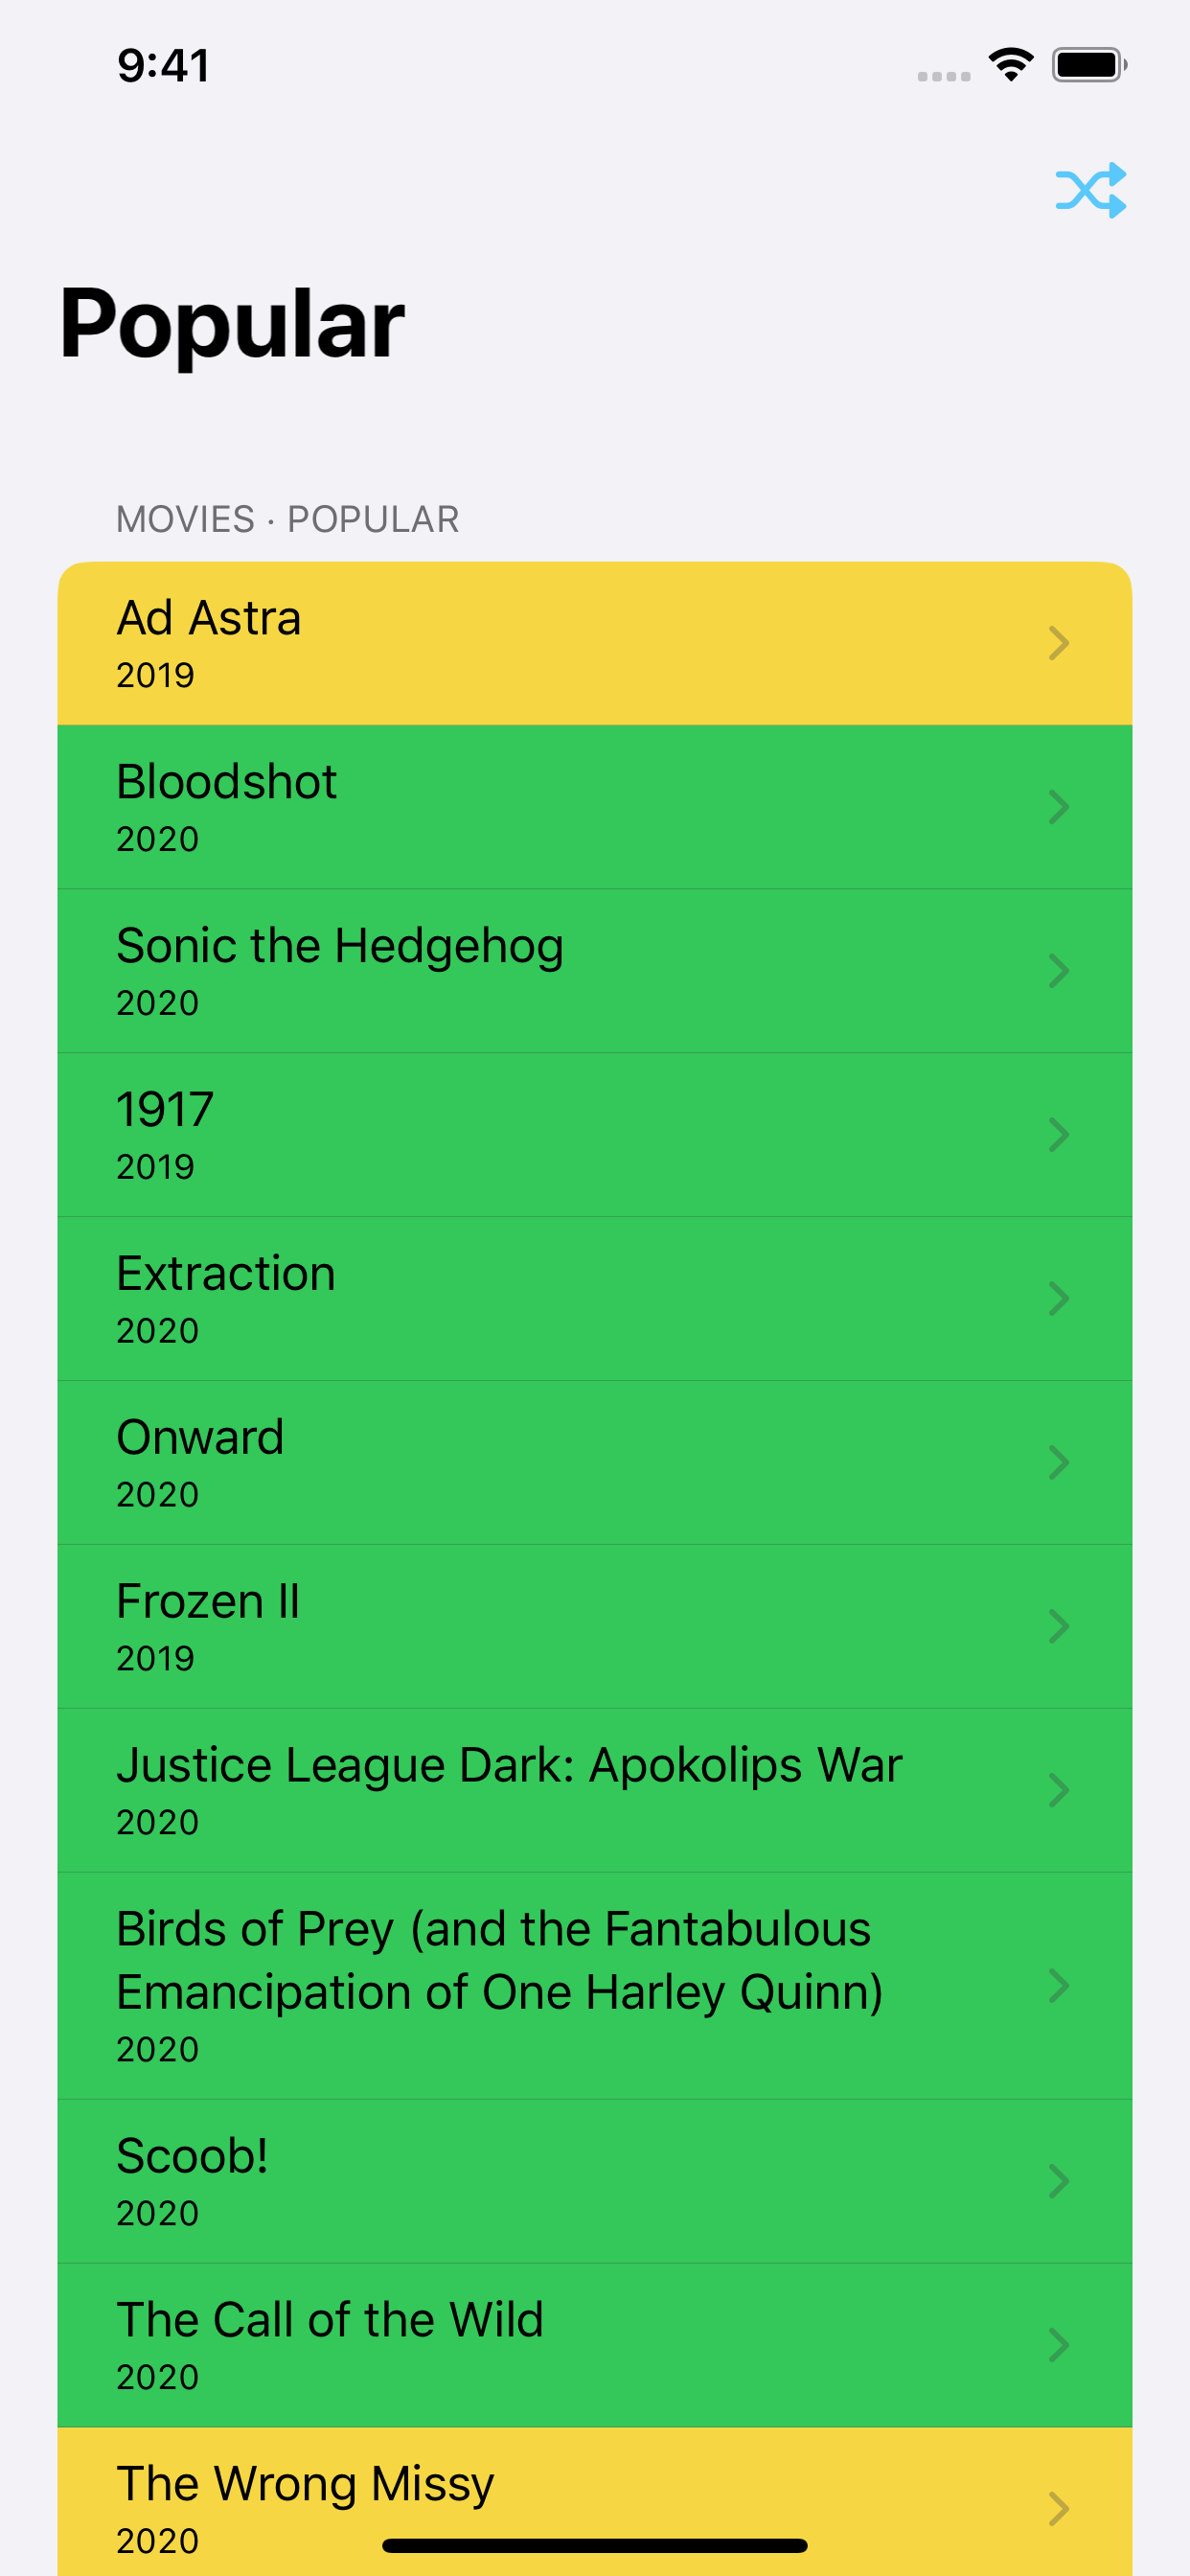 9:41
Popular
MOVIES · POPULAR
Ad Astra
2019
Bloodshot
2020
Sonic the Hedgehog
2020
1917
2019
Extraction
2020
Onward
2020
Frozen II
2019
Justice League Dark: Apokolips War
2020
Birds of Prey (and the Fantabulous
Emancipation of One Harley Quinn)
2020
Scoob!
2020
The Call of the Wild
2020
The Wrong Missy
2020